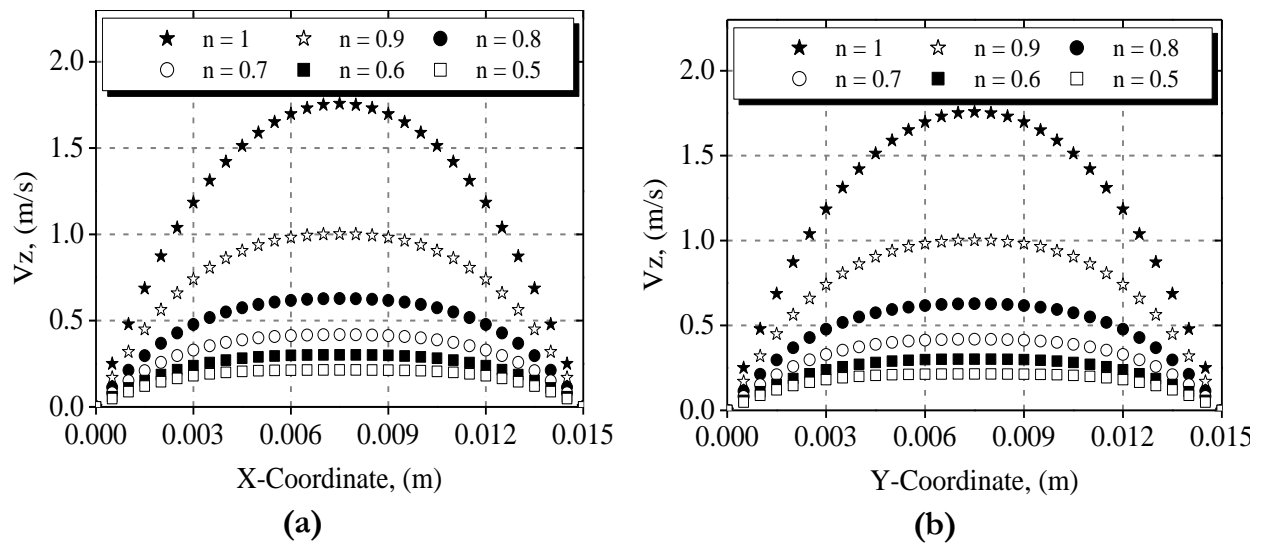 n = 1 n = 0.9 n = 0.8
n = 0.7 n = 0.6 n = 0.5
2.0
1.5
1.0
0.5
0.0
Vz, (m/s)
0.000 0.003 0.006 0.009 0.012 0.015
X-Coordinate, (m)
(a)
n = 1 n = 0.9 n = 0.8
n = 0.7 n = 0.6 n = 0.5
2.0
1.5
1.0
0.5
0.0
Vz, (m/s)
0.000 0.003 0.006 0.009 0.012 0.015
Y-Coordinate, (m)
(b)